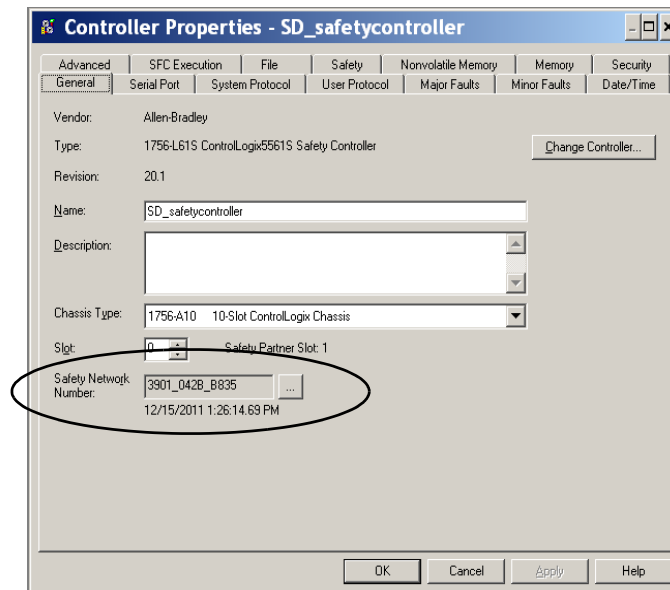 Controller Properties - SD_safetycontroller
Advanced SFC Execution File Safety Nonvolatile Memory Memory Security
General Serial Port System Protocol User Protocol Major Faults Minor Faults Date/Time
Vendor: Allen-Bradley
Type: 1756-L61S ControlLogix5561S Safety Controller Change Controller...
Revision: 20.1
Name: SD_safetycontroller
Description:
Chassis Type: 1756-A10 10-Slot ControlLogix Chassis
Slot: 0 Safety Partner Slot: 1
Safety Network
Number: 3901_042B_B835 ...
12/15/2011 1:26:14.69 PM
OK Cancel Apply Help